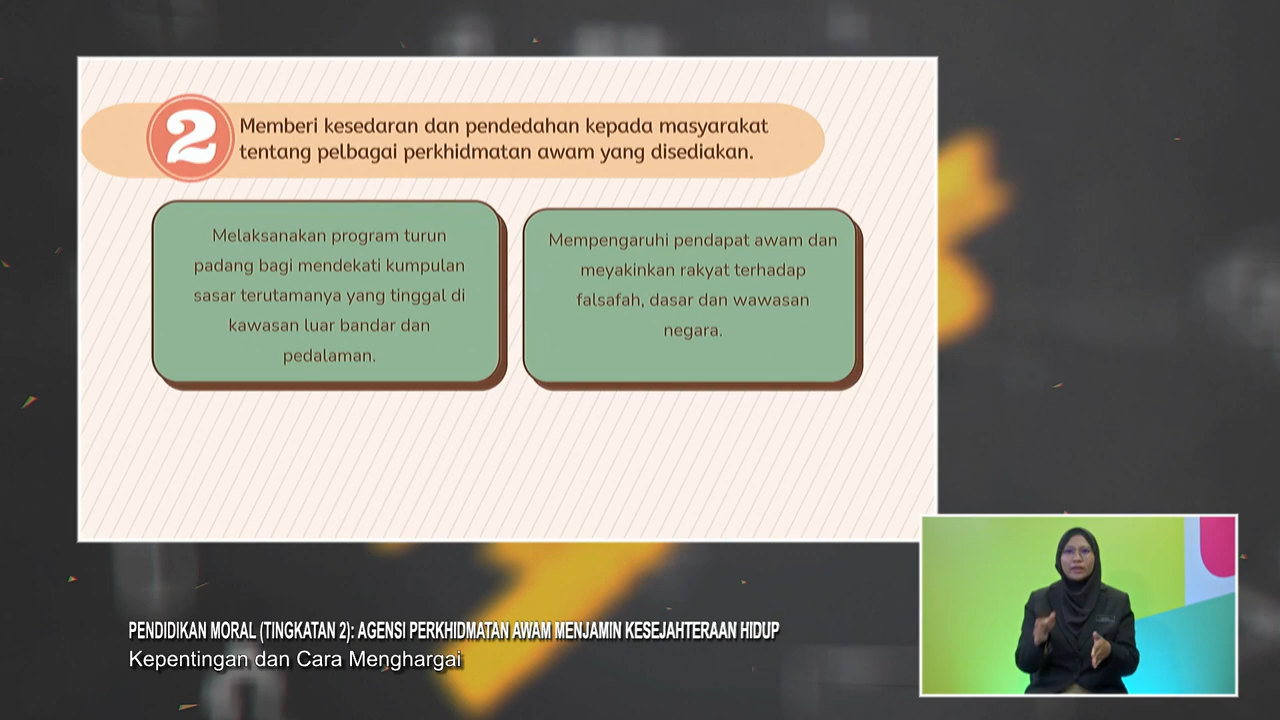 2
Memberi kesedaran dan pendedahan kepada masyarakat
tentang pelbagai perkhidmatan awam yang disediakan.
Melaksanakan program turun
padang bagi mendekati kumpulan
sasar terutamanya yang tinggal di
kawasan luar bandar dan
pedalaman.
Mempengaruhi pendapat awam dan
meyakinkan rakyat terhadap
falsafah, dasar dan wawasan
negara.
PENDIDIKAN MORAL (TINGKATAN 2): AGENSI PERKHIDMATAN AWAM MENJAMIN KESEJAHTERAAN HIDUP
Kepentingan dan Cara Menghargai